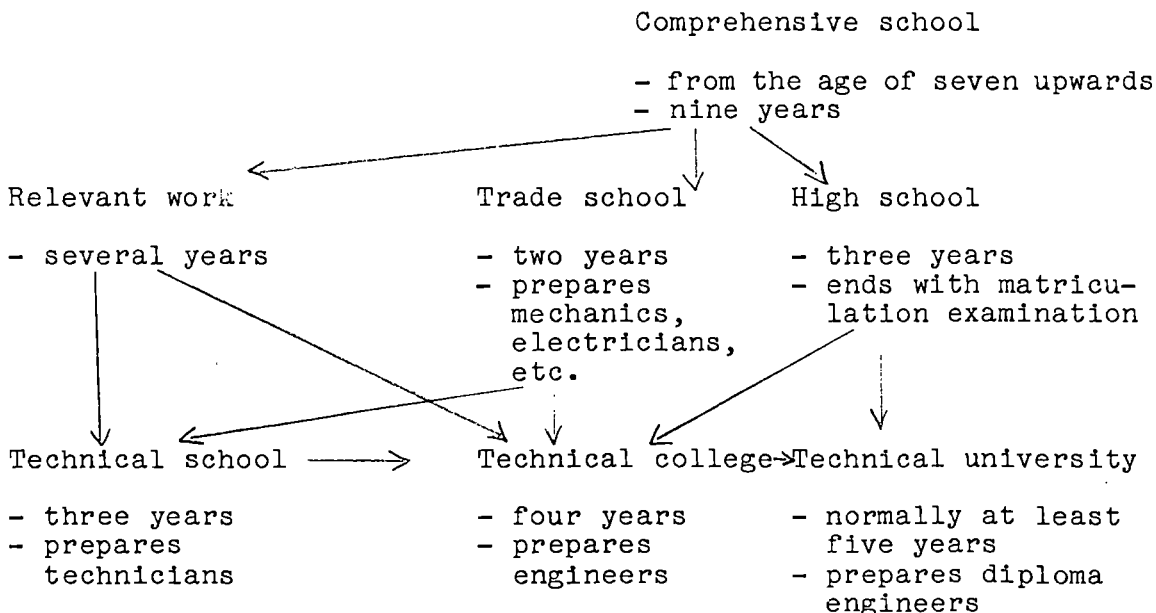 Comprehensive school
- from the age of seven upwards
- nine years
Relevant work
- several years
Trade school
- two years
- prepares
mechanics,
electricians,
etc.
High school
- three years
- ends with matricu-
lation examination
Technical school
- three years
- prepares
technicians
Technical college
- four years
- prepares
engineers
Technical university
- normally at least
five years
- prepares diploma
engineers